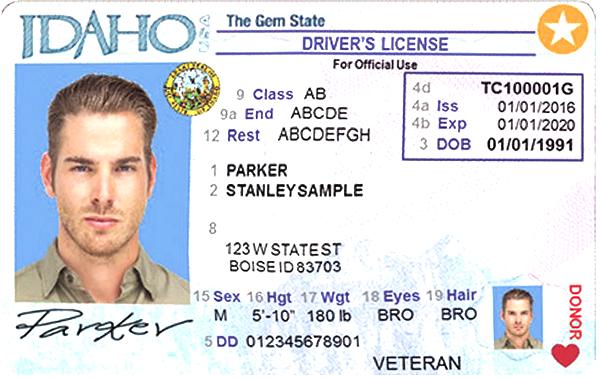 IDAHO USA The Gem State
DRIVER'S LICENSE
For Official Use
9 Class AB
9a End ABCDE
12 Rest ABCDEFGH
4d TC100001G
4a Iss 01/01/2016
4b Exp 01/01/2020
3 DOB 01/01/1991
1 PARKER
2 STANLEYSAMPLE
8
123 W STATE ST
BOISE ID 83703
15 Sex 16 Hgt 17 Wgt 18 Eyes 19 Hair
M 5'-10" 180 lb BRO BRO
5 DD 012345678901
VETERAN
DONOR
Parker